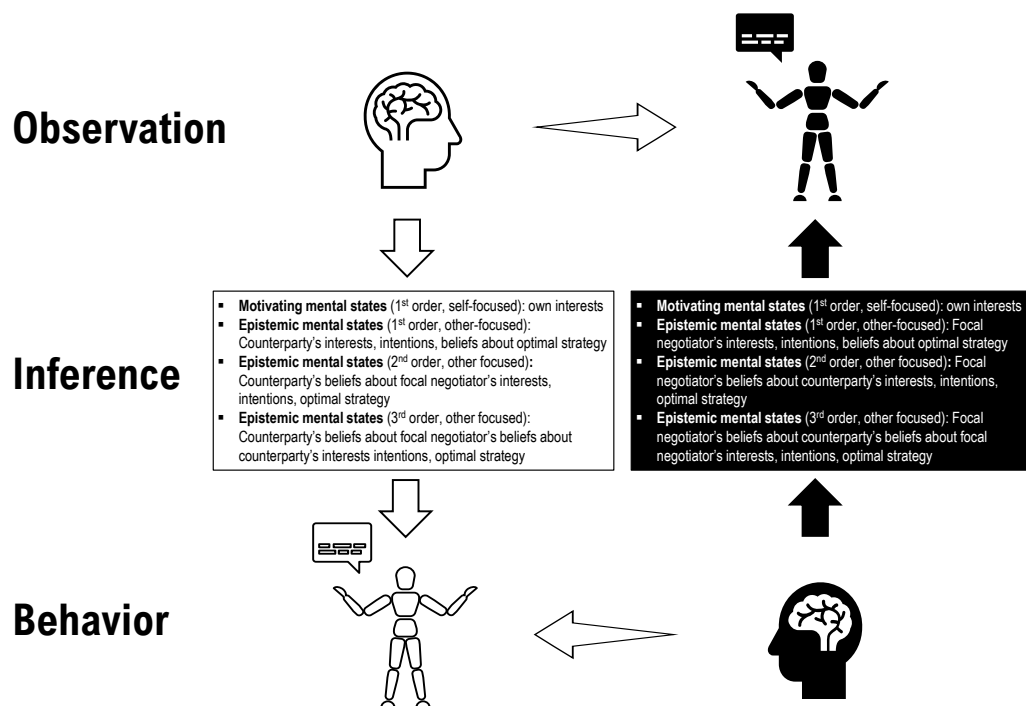 Observation
Inference
▪ Motivating mental states (1st order, self-focused): own interests
▪ Epistemic mental states (1st order, other-focused):
Counterparty's interests, intentions, beliefs about optimal strategy
▪ Epistemic mental states (2nd order, other focused):
Counterparty's beliefs about focal negotiator's interests,
intentions, optimal strategy
▪ Epistemic mental states (3rd order, other focused):
Counterparty's beliefs about focal negotiator's beliefs about
counterparty's interests intentions, optimal strategy
▪ Motivating mental states (1st order, self-focused): own interests
▪ Epistemic mental states (1st order, other-focused): Focal
negotiator's interests, intentions, beliefs about optimal strategy
▪ Epistemic mental states (2nd order, other focused): Focal
negotiator's beliefs about counterparty's interests, intentions,
optimal strategy
▪ Epistemic mental states (3rd order, other focused): Focal
negotiator's beliefs about counterparty's beliefs about focal
negotiator's interests, intentions, optimal strategy
Behavior